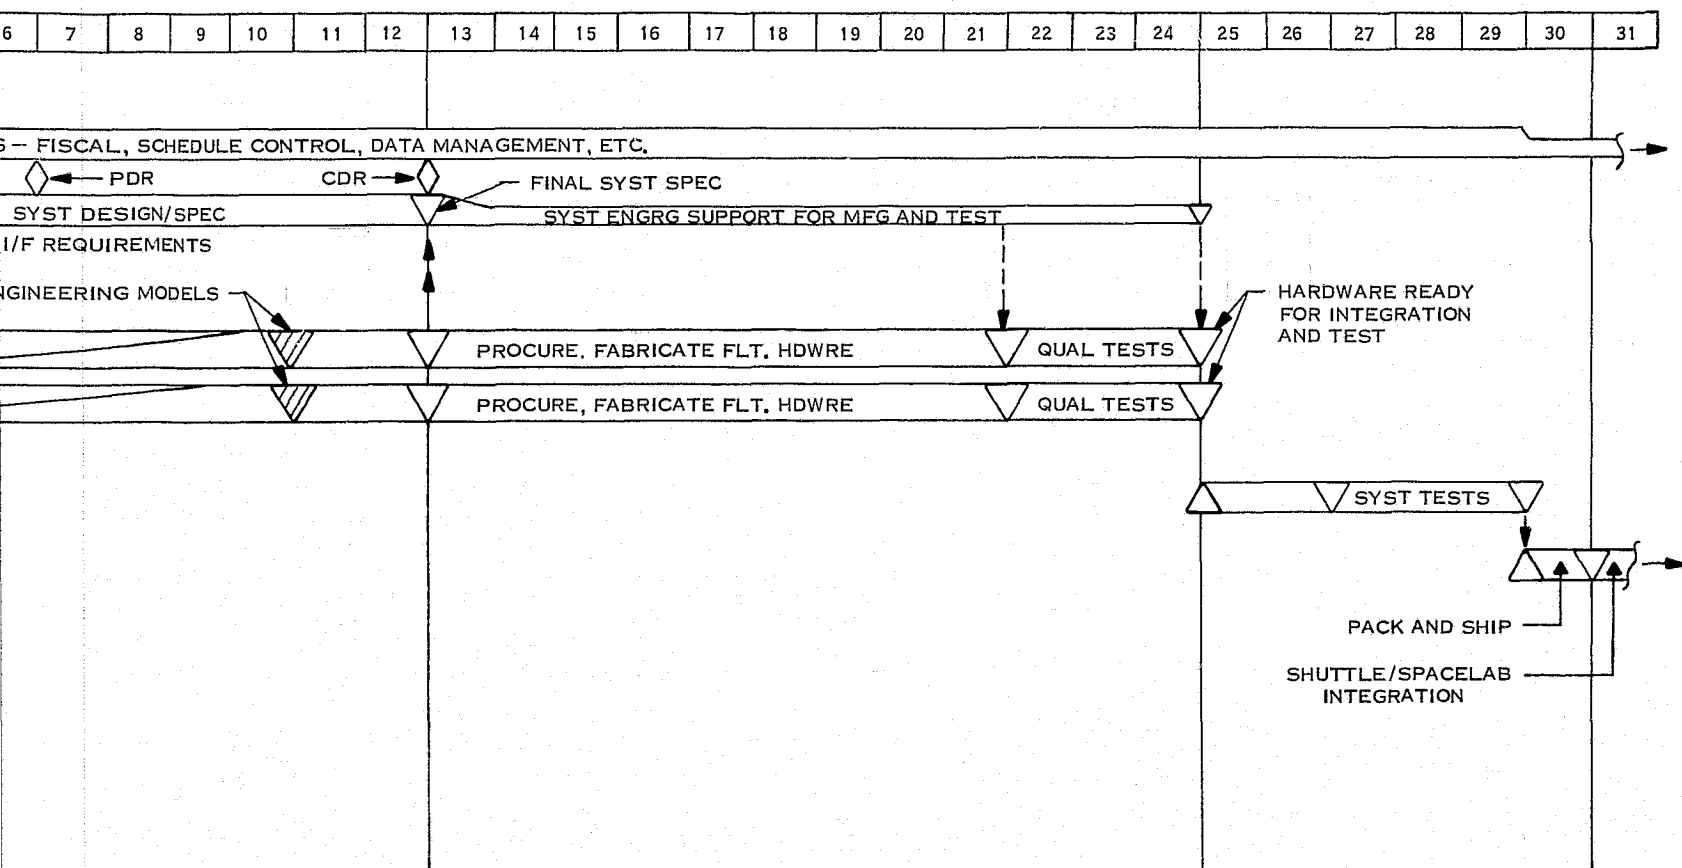 6 7 8 9 10 11 12 13 14 15 16 17 18 19 20 21 22 23 24 25 26 27 28 29 30 31
S — FISCAL, SCHEDULE CONTROL, DATA MANAGEMENT, ETC.
PDR CDR FINAL SYST SPEC
SYST DESIGN/SPEC SYST ENGRG SUPPORT FOR MFG AND TEST
I/F REQUIREMENTS
NGINEERING MODELS HARDWARE READY
FOR INTEGRATION
AND TEST
PROCURE, FABRICATE FLT. HDWRE QUAL TESTS
PROCURE, FABRICATE FLT. HDWRE QUAL TESTS
SYST TESTS
PACK AND SHIP
SHUTTLE/SPACELAB
INTEGRATION